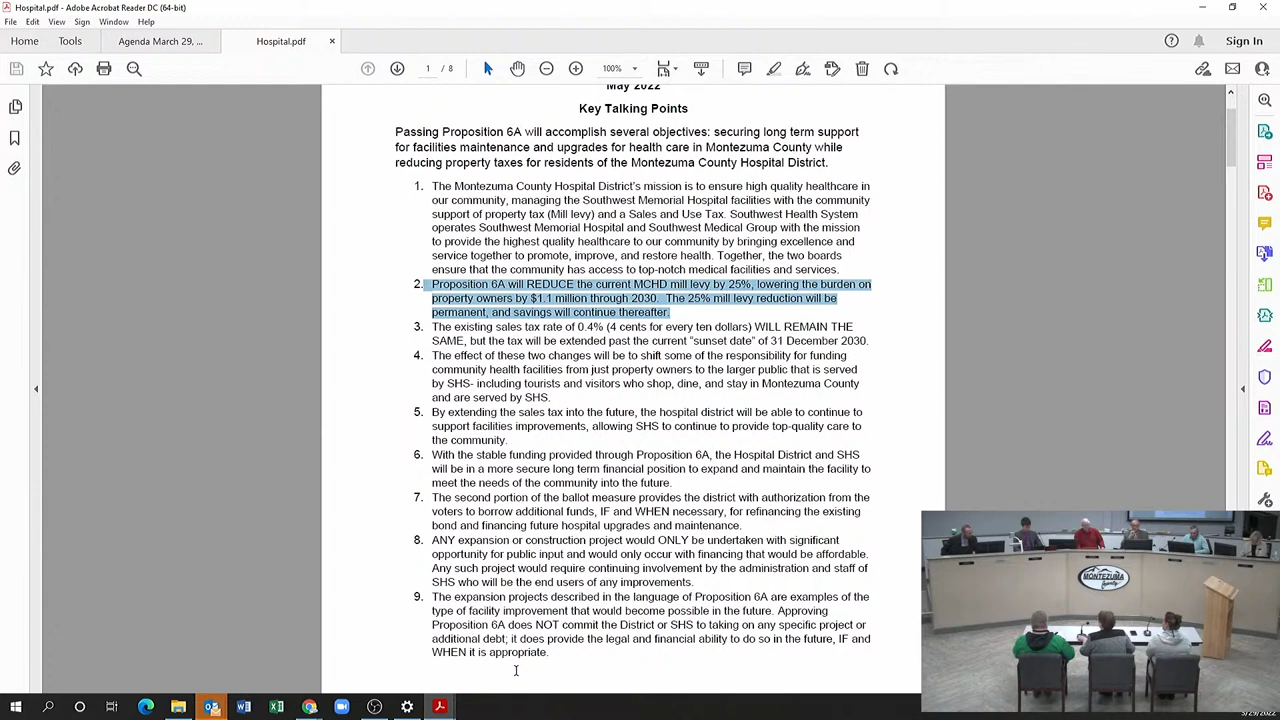 Hospital.pdf - Adobe Acrobat Reader DC (64-bit)
File Edit View Sign Window Help
Home Tools Agenda March 29, ... Hospital.pdf × Sign In
1 / 8 100%
May 2022
Key Talking Points
Passing Proposition 6A will accomplish several objectives: securing long term support
for facilities maintenance and upgrades for health care in Montezuma County while
reducing property taxes for residents of the Montezuma County Hospital District.
1. The Montezuma County Hospital District's mission is to ensure high quality healthcare in
our community, managing the Southwest Memorial Hospital facilities with the community
support of property tax (Mill levy) and a Sales and Use Tax. Southwest Health System
operates Southwest Memorial Hospital and Southwest Medical Group with the mission
to provide the highest quality healthcare to our community by bringing excellence and
service together to promote, improve, and restore health. Together, the two boards
ensure that the community has access to top-notch medical facilities and services.
2. Proposition 6A will REDUCE the current MCHD mill levy by 25%, lowering the burden on
property owners by $1.1 million through 2030. The 25% mill levy reduction will be
permanent, and savings will continue thereafter.
3. The existing sales tax rate of 0.4% (4 cents for every ten dollars) WILL REMAIN THE
SAME, but the tax will be extended past the current "sunset date" of 31 December 2030.
4. The effect of these two changes will be to shift some of the responsibility for funding
community health facilities from just property owners to the larger public that is served
by SHS- including tourists and visitors who shop, dine, and stay in Montezuma County
and are served by SHS.
5. By extending the sales tax into the future, the hospital district will be able to continue to
support facilities improvements, allowing SHS to continue to provide top-quality care to
the community.
6. With the stable funding provided through Proposition 6A, the Hospital District and SHS
will be in a more secure long term financial position to expand and maintain the facility to
meet the needs of the community into the future.
7. The second portion of the ballot measure provides the district with authorization from the
voters to borrow additional funds, IF and WHEN necessary, for refinancing the existing
bond and financing future hospital upgrades and maintenance.
8. ANY expansion or construction project would ONLY be undertaken with significant
opportunity for public input and would only occur with financing that would be affordable.
Any such project would require continuing involvement by the administration and staff of
SHS who will be the end users of any improvements.
9. The expansion projects described in the language of Proposition 6A are examples of the
type of facility improvement that would become possible in the future. Approving
Proposition 6A does NOT commit the District or SHS to taking on any specific project or
additional debt; it does provide the legal and financial ability to do so in the future, IF and
WHEN it is appropriate.
MONTEZUMA
County
3/29/2022